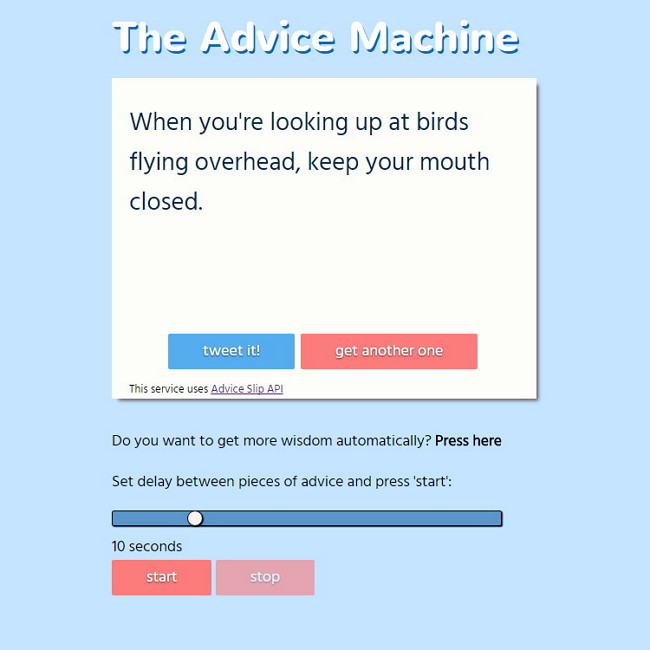 The Advice Machine
When you're looking up at birds
flying overhead, keep your mouth
closed.
tweet it! get another one
This service uses Advice Slip API
Do you want to get more wisdom automatically? Press here
Set delay between pieces of advice and press 'start':
10 seconds
start stop